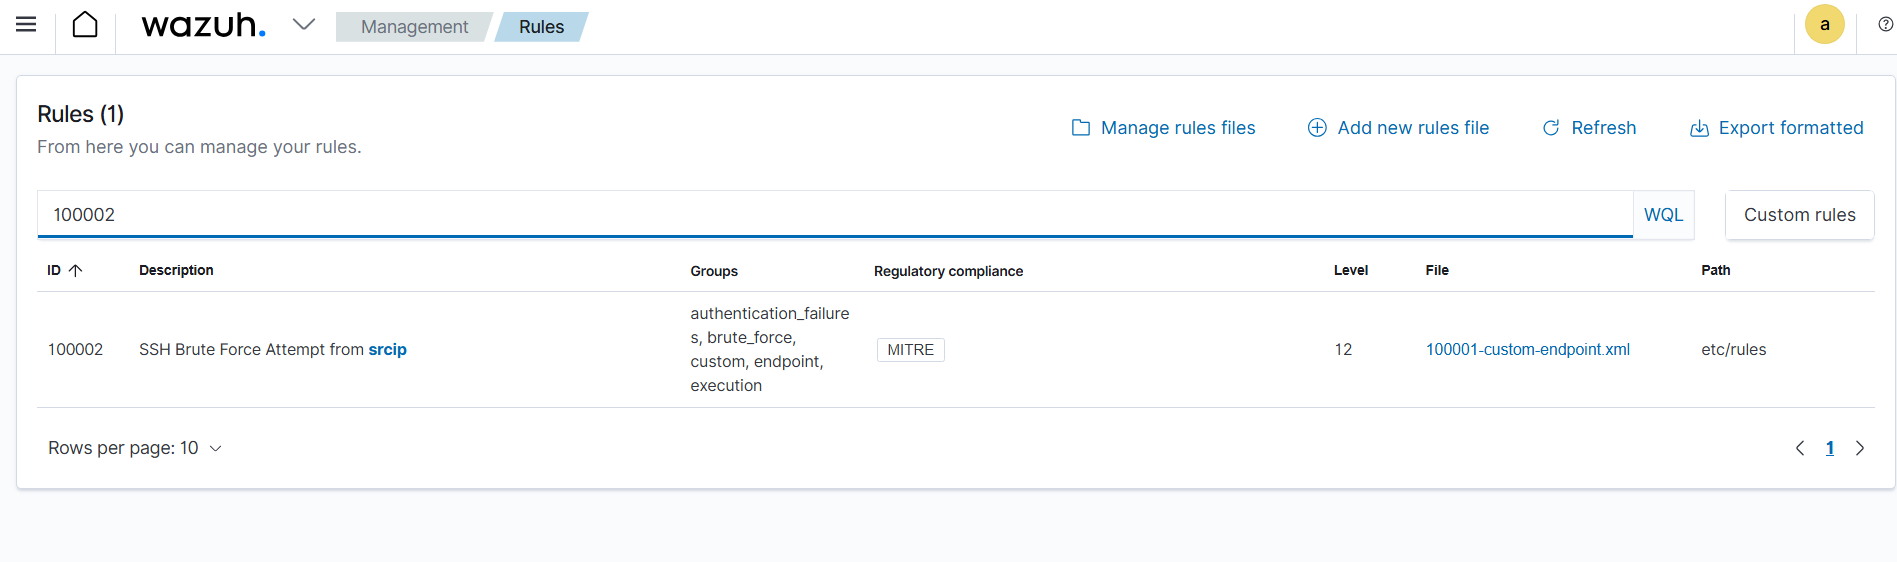 wazuh.
Management
Rules
a
Rules (1)
From here you can manage your rules.
Manage rules files
Add new rules file
Refresh
Export formatted
100002
WQL
Custom rules
ID Description Groups Regulatory compliance Level File Path
100002 SSH Brute Force Attempt from srcip
authentication_failure
s, brute_force,
custom, endpoint,
execution
MITRE
12
100001-custom-endpoint.xml
etc/rules
Rows per page: 10
1